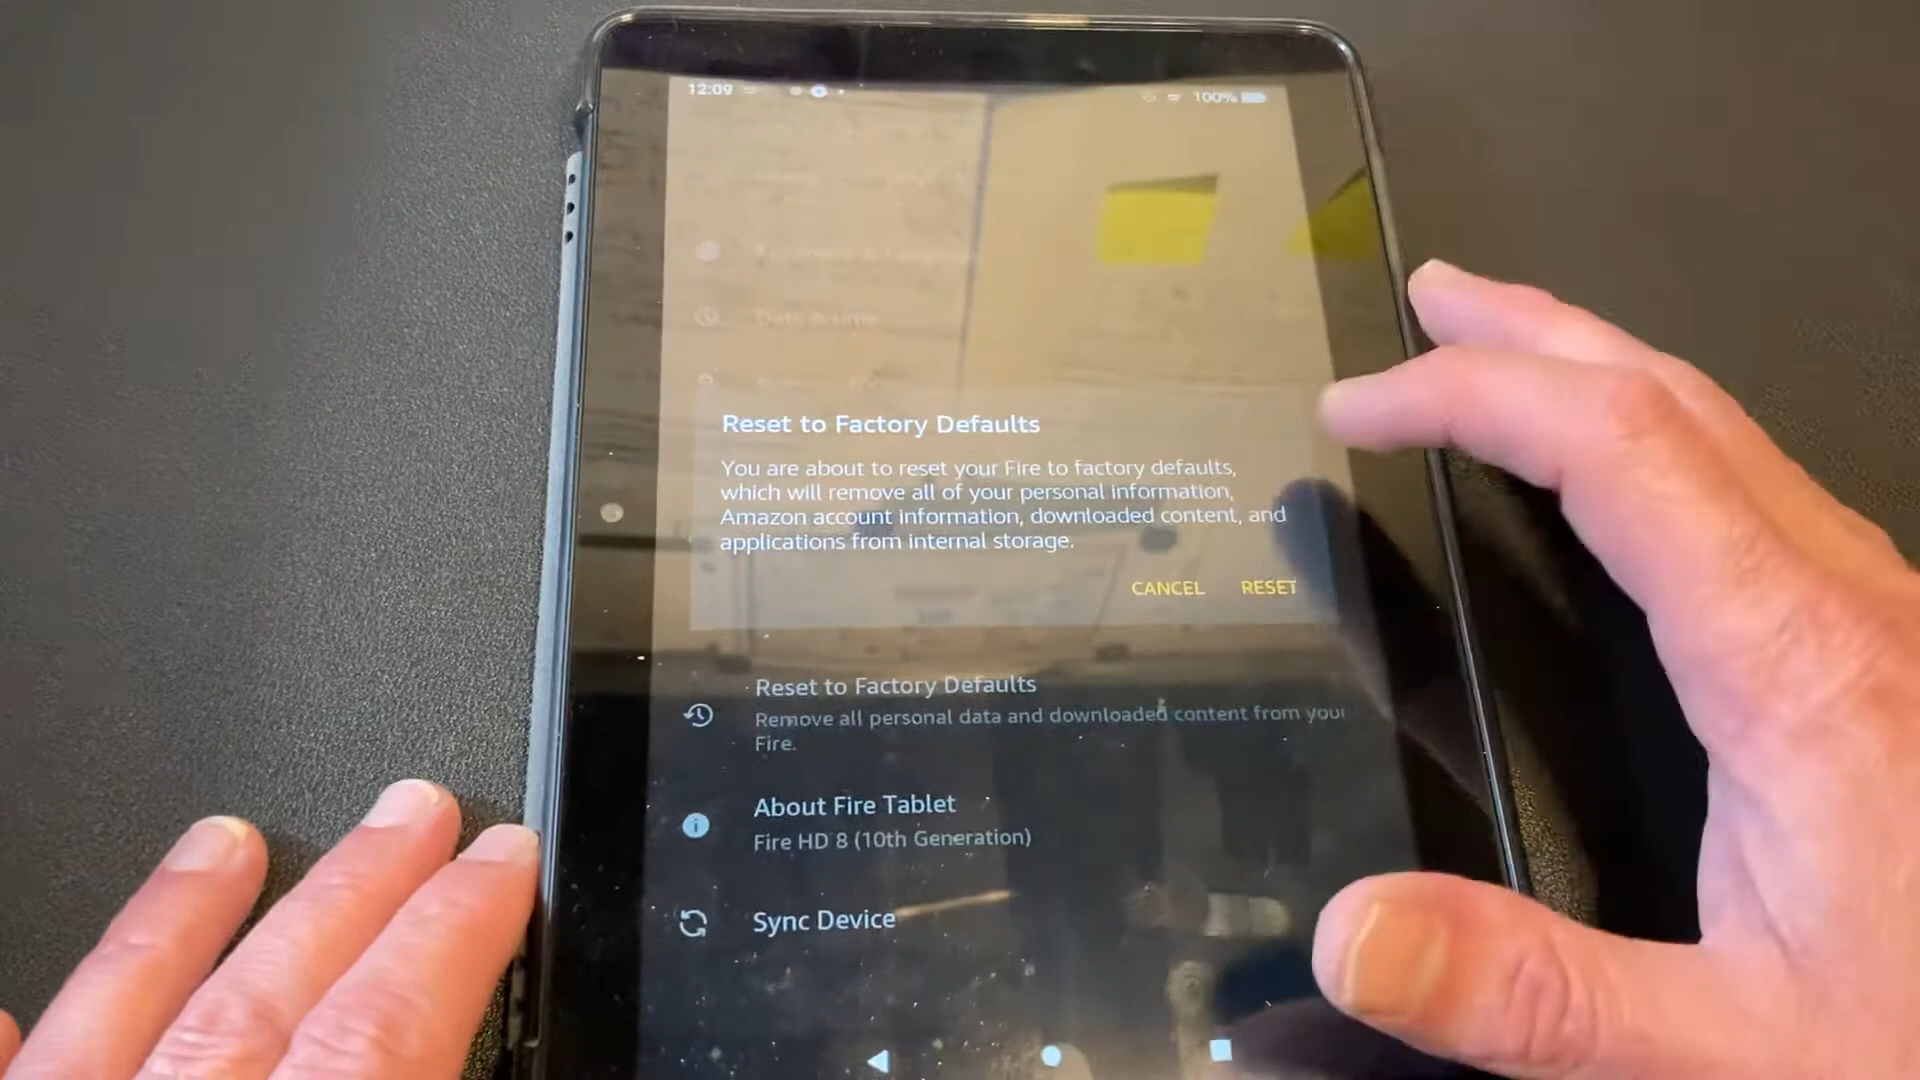 12:09
100%
Date & time
Reset to Factory Defaults
You are about to reset your Fire to factory defaults,
which will remove all of your personal information,
Amazon account information, downloaded content, and
applications from internal storage.
CANCEL RESET
Reset to Factory Defaults
Remove all personal data and downloaded content from your
Fire.
About Fire Tablet
Fire HD 8 (10th Generation)
Sync Device